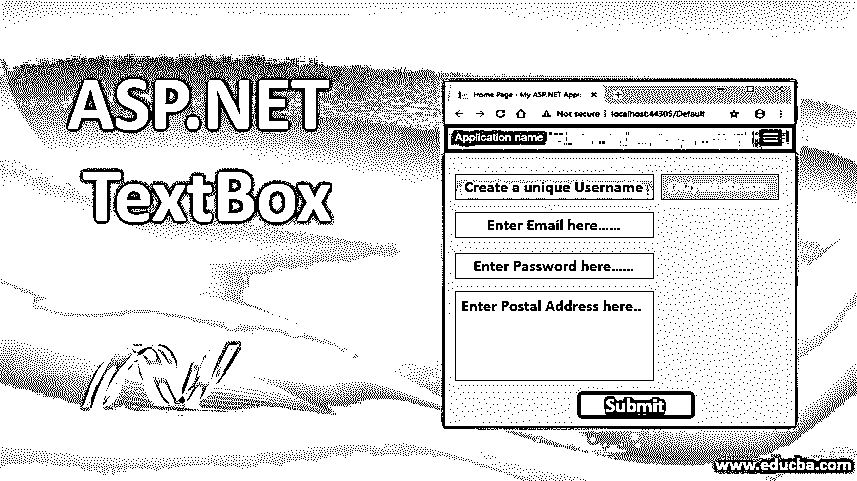 ASP.NET
TextBox
Home Page - My ASP.NET Appl
Not secure | localhost:44305/Default
Application name
Create a unique Username
Enter Email here......
Enter Password here......
Enter Postal Address here..
Submit
www.educba.com